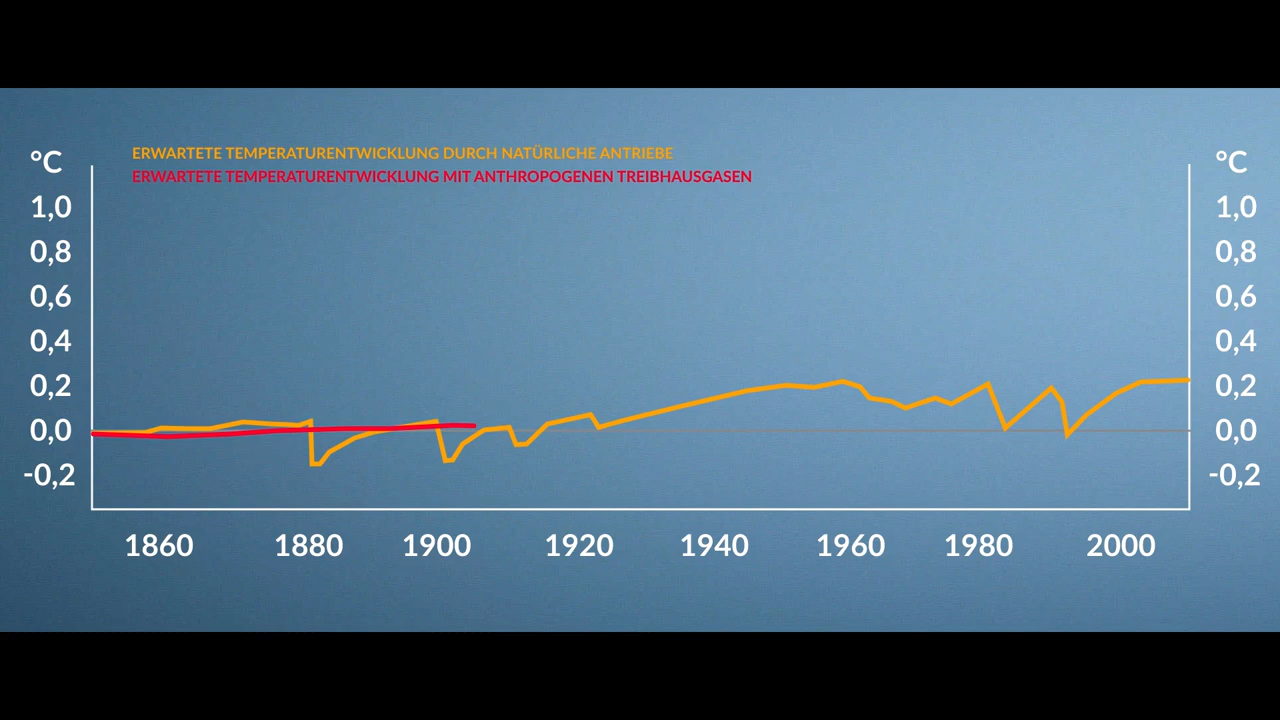 ERWARTETE TEMPERATURENTWICKLUNG DURCH NATÜRLICHE ANTRIEBE
ERWARTETE TEMPERATURENTWICKLUNG MIT ANTHROPOGENEN TREIBHAUSGASEN
°C °C
1,0 1,0
0,8 0,8
0,6 0,6
0,4 0,4
0,2 0,2
0,0 0,0
-0,2 -0,2
1860 1880 1900 1920 1940 1960 1980 2000